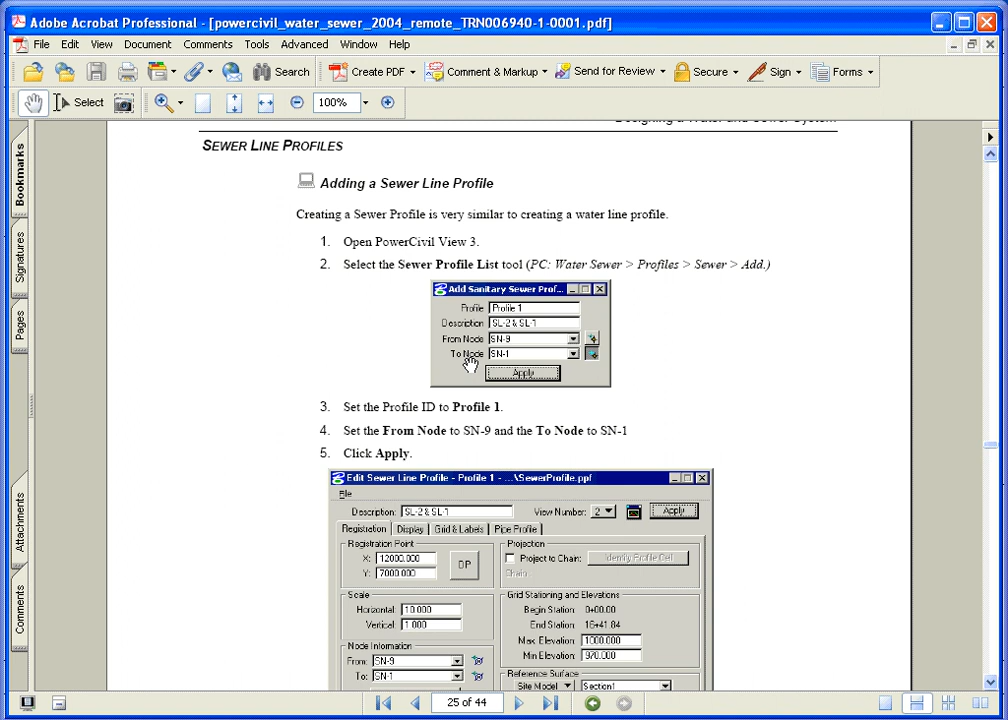 Adobe Acrobat Professional - [powercivil_water_sewer_2004_remote_TRN006940-1-0001.pdf]
File Edit View Document Comments Tools Advanced Window Help
Search Create PDF Comment & Markup Send for Review Secure Sign Forms
Select 100%
Designing a Water and Sewer System
SEWER LINE PROFILES
Adding a Sewer Line Profile
Creating a Sewer Profile is very similar to creating a water line profile.
1. Open PowerCivil View 3.
2. Select the Sewer Profile List tool (PC: Water Sewer > Profiles > Sewer > Add.)
Add Sanitary Sewer Prof...
Profile Profile 1
Description SL-2 & SL-1
From Node SN-9
To Node SN-1
Apply
3. Set the Profile ID to Profile 1.
4. Set the From Node to SN-9 and the To Node to SN-1
5. Click Apply.
Edit Sewer Line Profile - Profile 1 - ...\SewerProfile.ppf
File
Description: SL-2 & SL-1 View Number: 2 Apply
Registration Display Grid & Labels Pipe Profile
Registration Point
X: 12000.000
Y: 7000.000
DP
Projection
Project to Chain: Identify Profile Cell
Chain
Scale
Horizontal: 10.000
Vertical: 1.000
Grid Stationing and Elevations
Begin Station: 0+00.00
End Station: 16+41.84
Max Elevation: 1000.000
Min Elevation: 970.000
Node Information
From: SN-9
To: SN-1
Reference Surface
Site Model Section1
Bookmarks
Signatures
Pages
Attachments
Comments
25 of 44